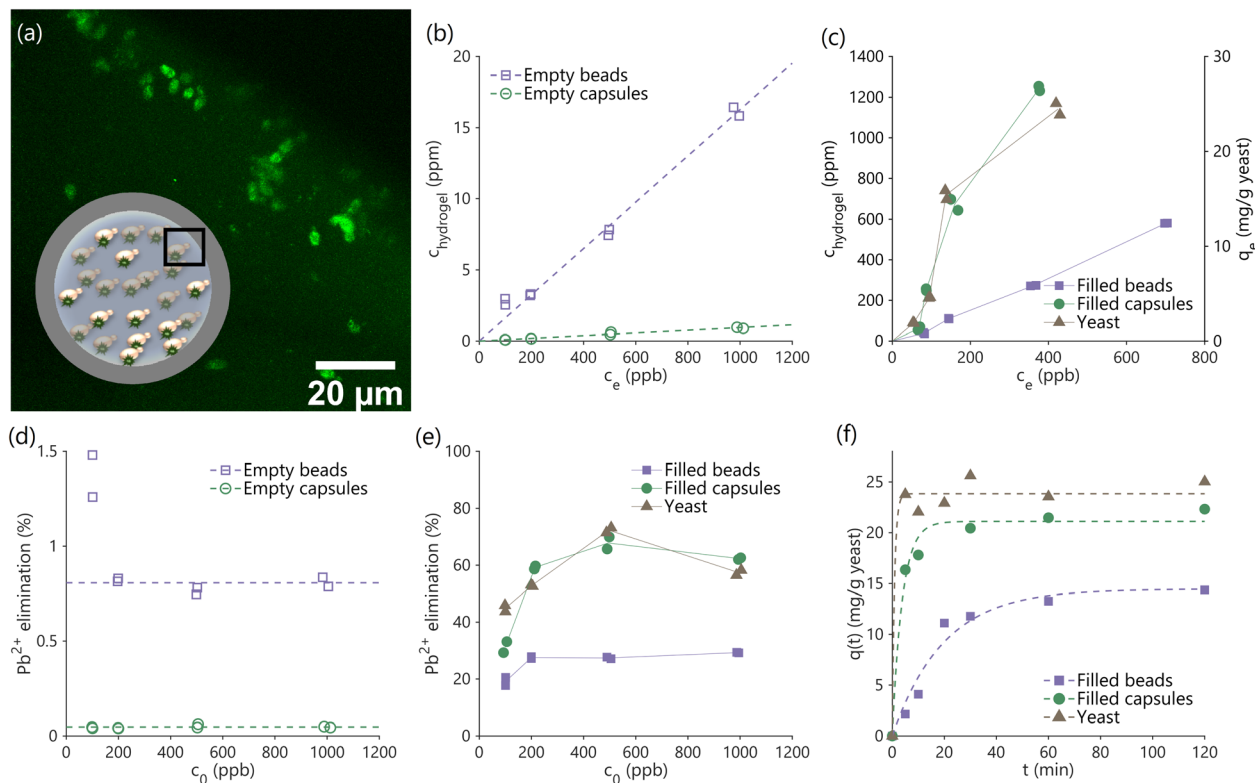 (a)
20 µm
(b)
20
15
10
5
0
c_hydrogel (ppm)
Empty beads
Empty capsules
0 200 400 600 800 1000 1200
c_e (ppb)
(c)
1400
1200
1000
800
600
400
200
0
c_hydrogel (ppm)
30
20
10
0
q_e (mg/g yeast)
Filled beads
Filled capsules
Yeast
0 200 400 600 800
c_e (ppb)
(d)
1.5
1
0.5
0
Pb²⁺ elimination (%)
Empty beads
Empty capsules
0 200 400 600 800 1000 1200
c_0 (ppb)
(e)
100
80
60
40
20
0
Pb²⁺ elimination (%)
Filled beads
Filled capsules
Yeast
0 200 400 600 800 1000 1200
c_0 (ppb)
(f)
25
20
15
10
5
0
q(t) (mg/g yeast)
Filled beads
Filled capsules
Yeast
0 20 40 60 80 100 120
t (min)